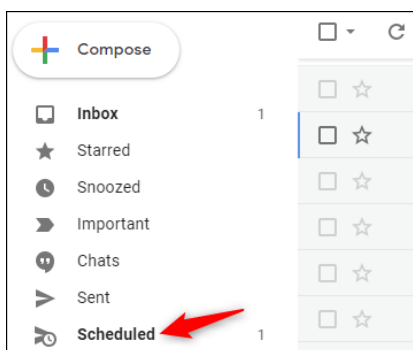 Compose
Inbox 1
Starred
Snoozed
Important
Chats
Sent
Scheduled 1